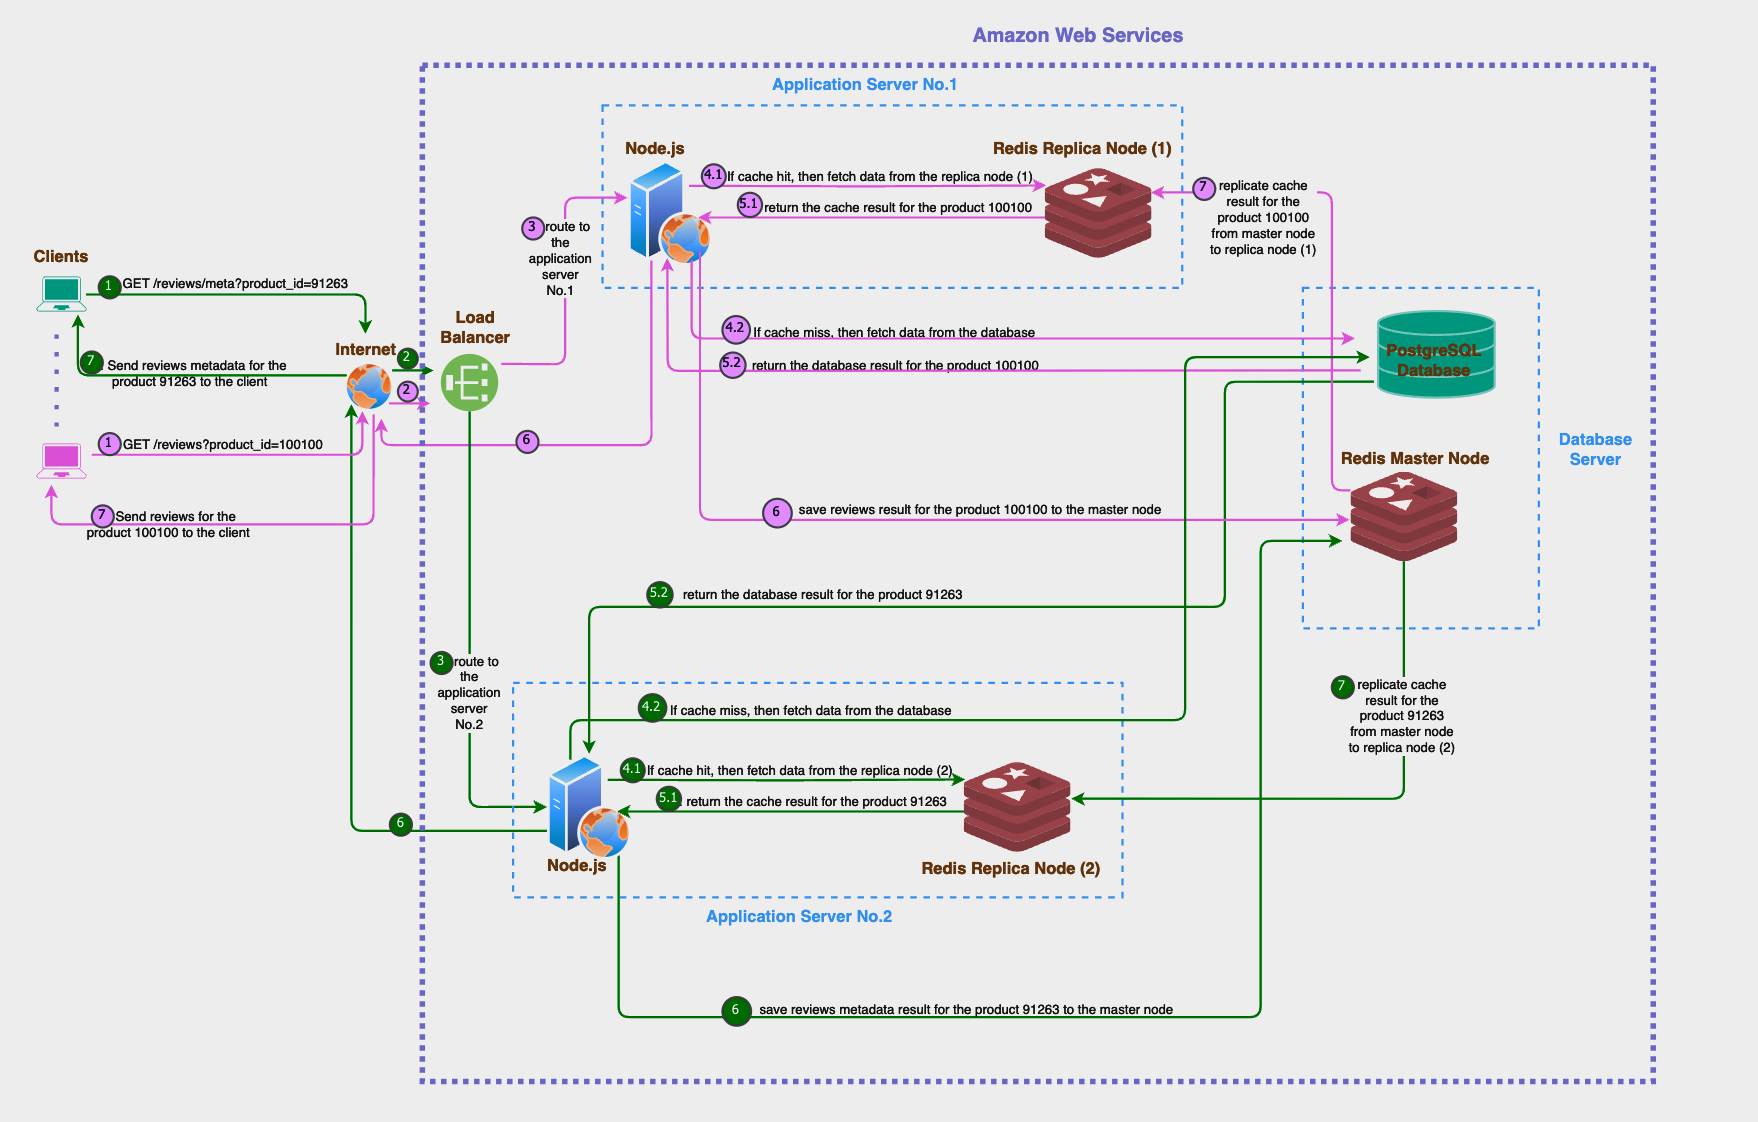 Amazon Web Services
Application Server No.1
Node.js
Redis Replica Node (1)
4.1
If cache hit, then fetch data from the replica node (1)
5.1
return the cache result for the product 100100
7
replicate cache
result for the
product 100100
from master node
to replica node (1)
3
route to
the
application
server
No.1
Clients
1
GET /reviews/meta?product_id=91263
Load
Balancer
Internet
2
7
Send reviews metadata for the
product 91263 to the client
2
4.2
If cache miss, then fetch data from the database
5.2
return the database result for the product 100100
PostgreSQL
Database
Database
Server
1
GET /reviews?product_id=100100
6
Redis Master Node
7
Send reviews for the
product 100100 to the client
6
save reviews result for the product 100100 to the master node
5.2
return the database result for the product 91263
3
route to
the
application
server
No.2
7
replicate cache
result for the
product 91263
from master node
to replica node (2)
4.2
If cache miss, then fetch data from the database
4.1
If cache hit, then fetch data from the replica node (2)
5.1
return the cache result for the product 91263
6
Node.js
Redis Replica Node (2)
Application Server No.2
6
save reviews metadata result for the product 91263 to the master node